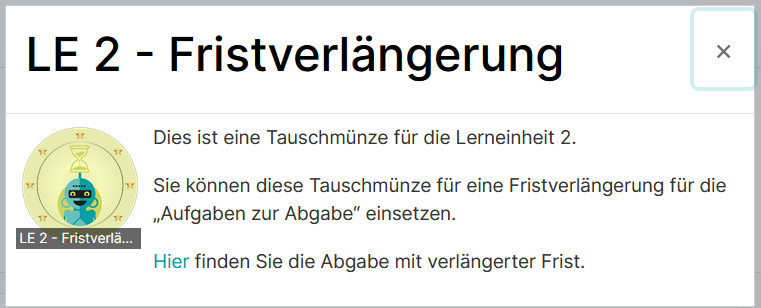 LE 2 - Fristverlängerung
Dies ist eine Tauschmünze für die Lerneinheit 2.
Sie können diese Tauschmünze für eine Fristverlängerung für die
„Aufgaben zur Abgabe“ einsetzen.
LE 2 - Fristverlä...
Hier finden Sie die Abgabe mit verlängerter Frist.